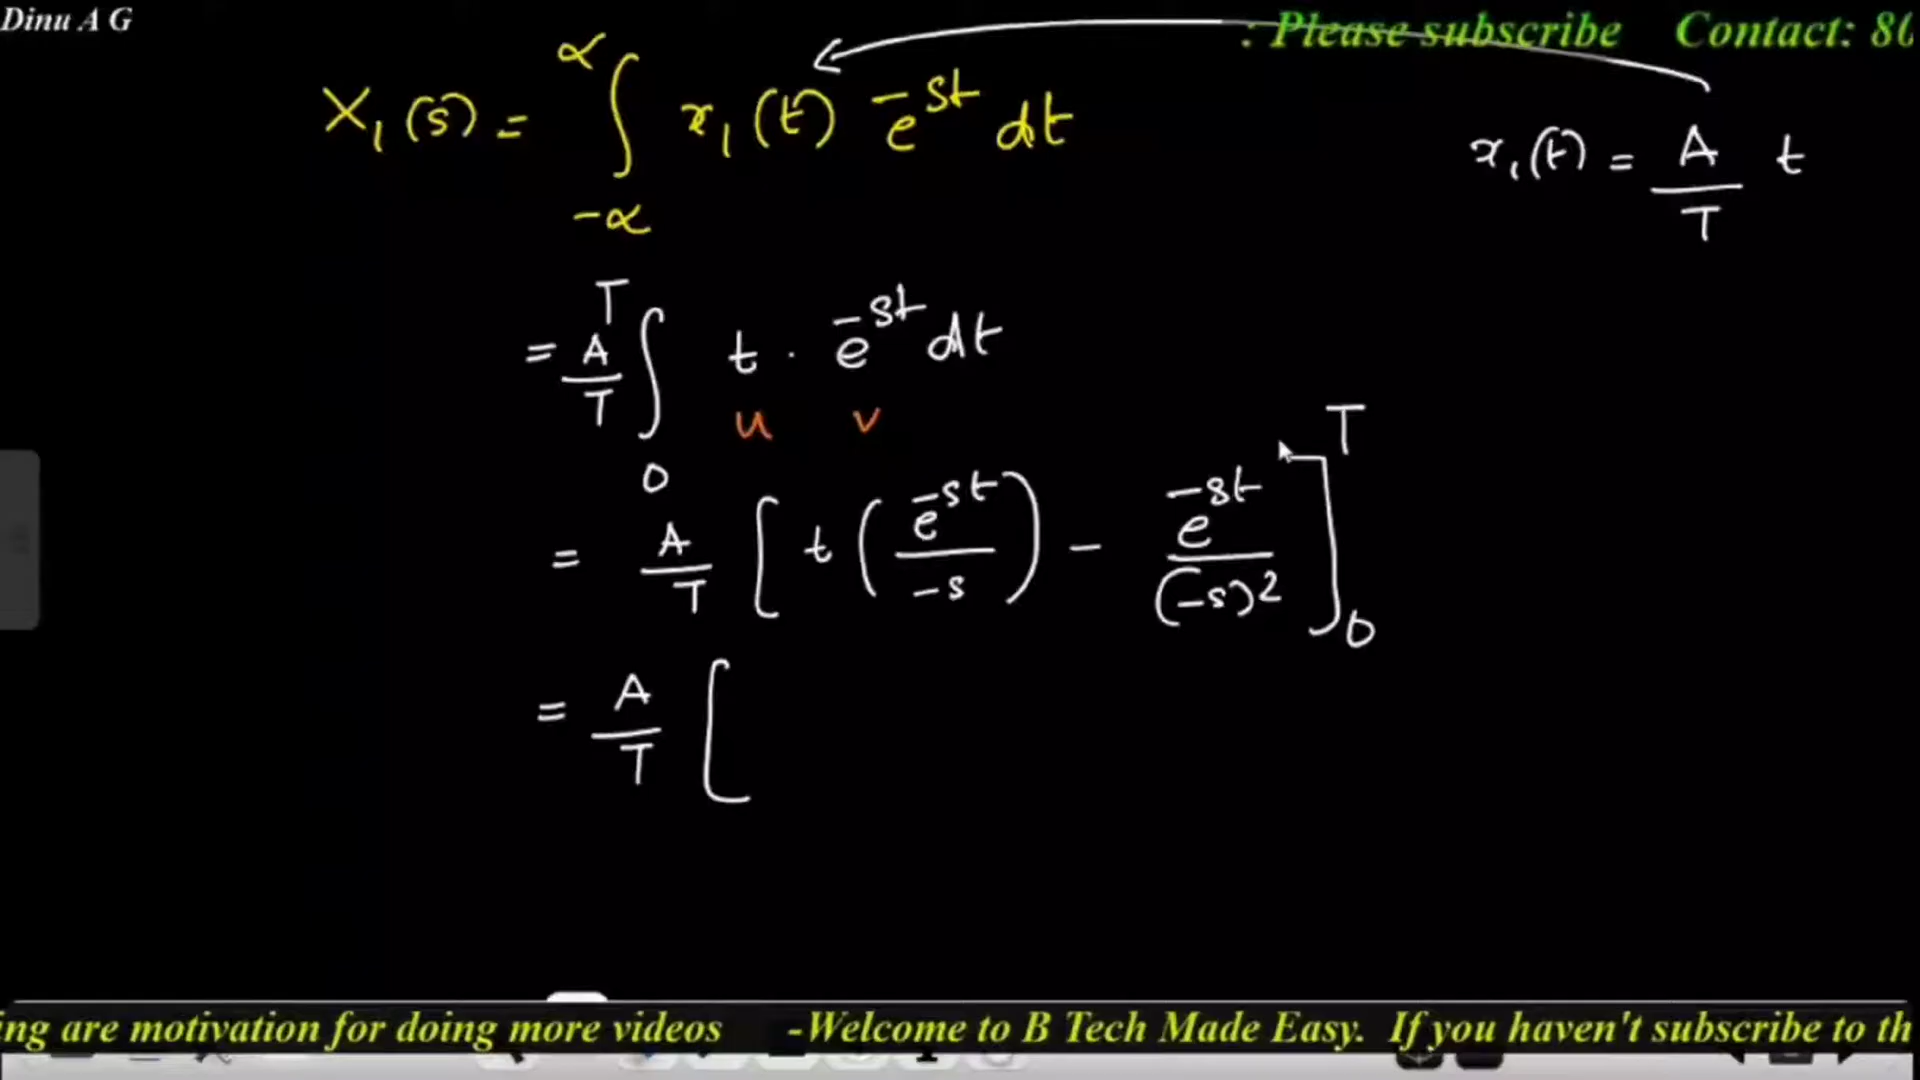 Dinu A G
: Please subscribe Contact: 80
X₁(s) = ∫_{-∝}^{∝} x₁(t) e^{-st} dt
x₁(t) = A/T t
= A/T ∫_0^T t · e^{-st} dt
u v
= A/T [ t ( e^{-st} / -s ) - e^{-st} / (-s)² ]_0^T
= A/T [
ing are motivation for doing more videos -Welcome to B Tech Made Easy. If you haven't subscribe to th